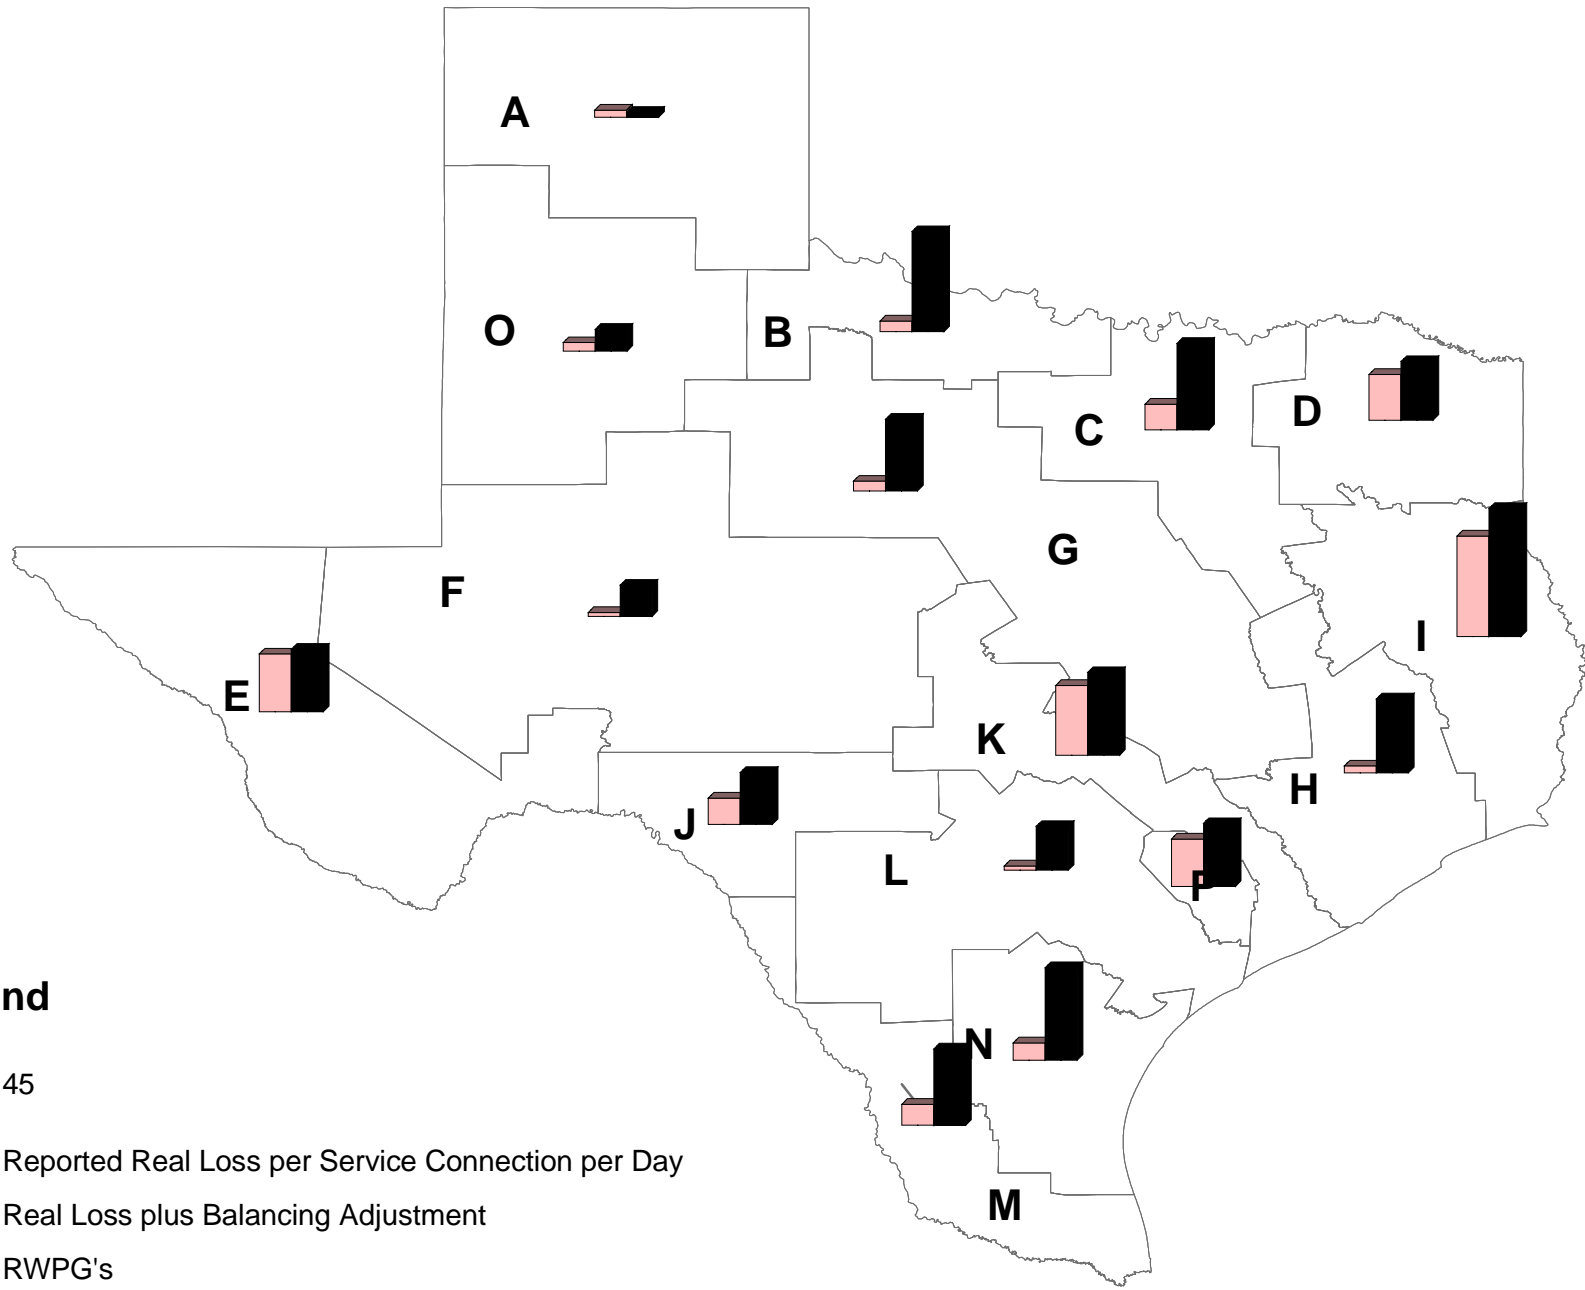 A
O
B
C
D
G
F
I
E
K
H
J
L
P
N
M
nd
45
Reported Real Loss per Service Connection per Day
Real Loss plus Balancing Adjustment
RWPG's